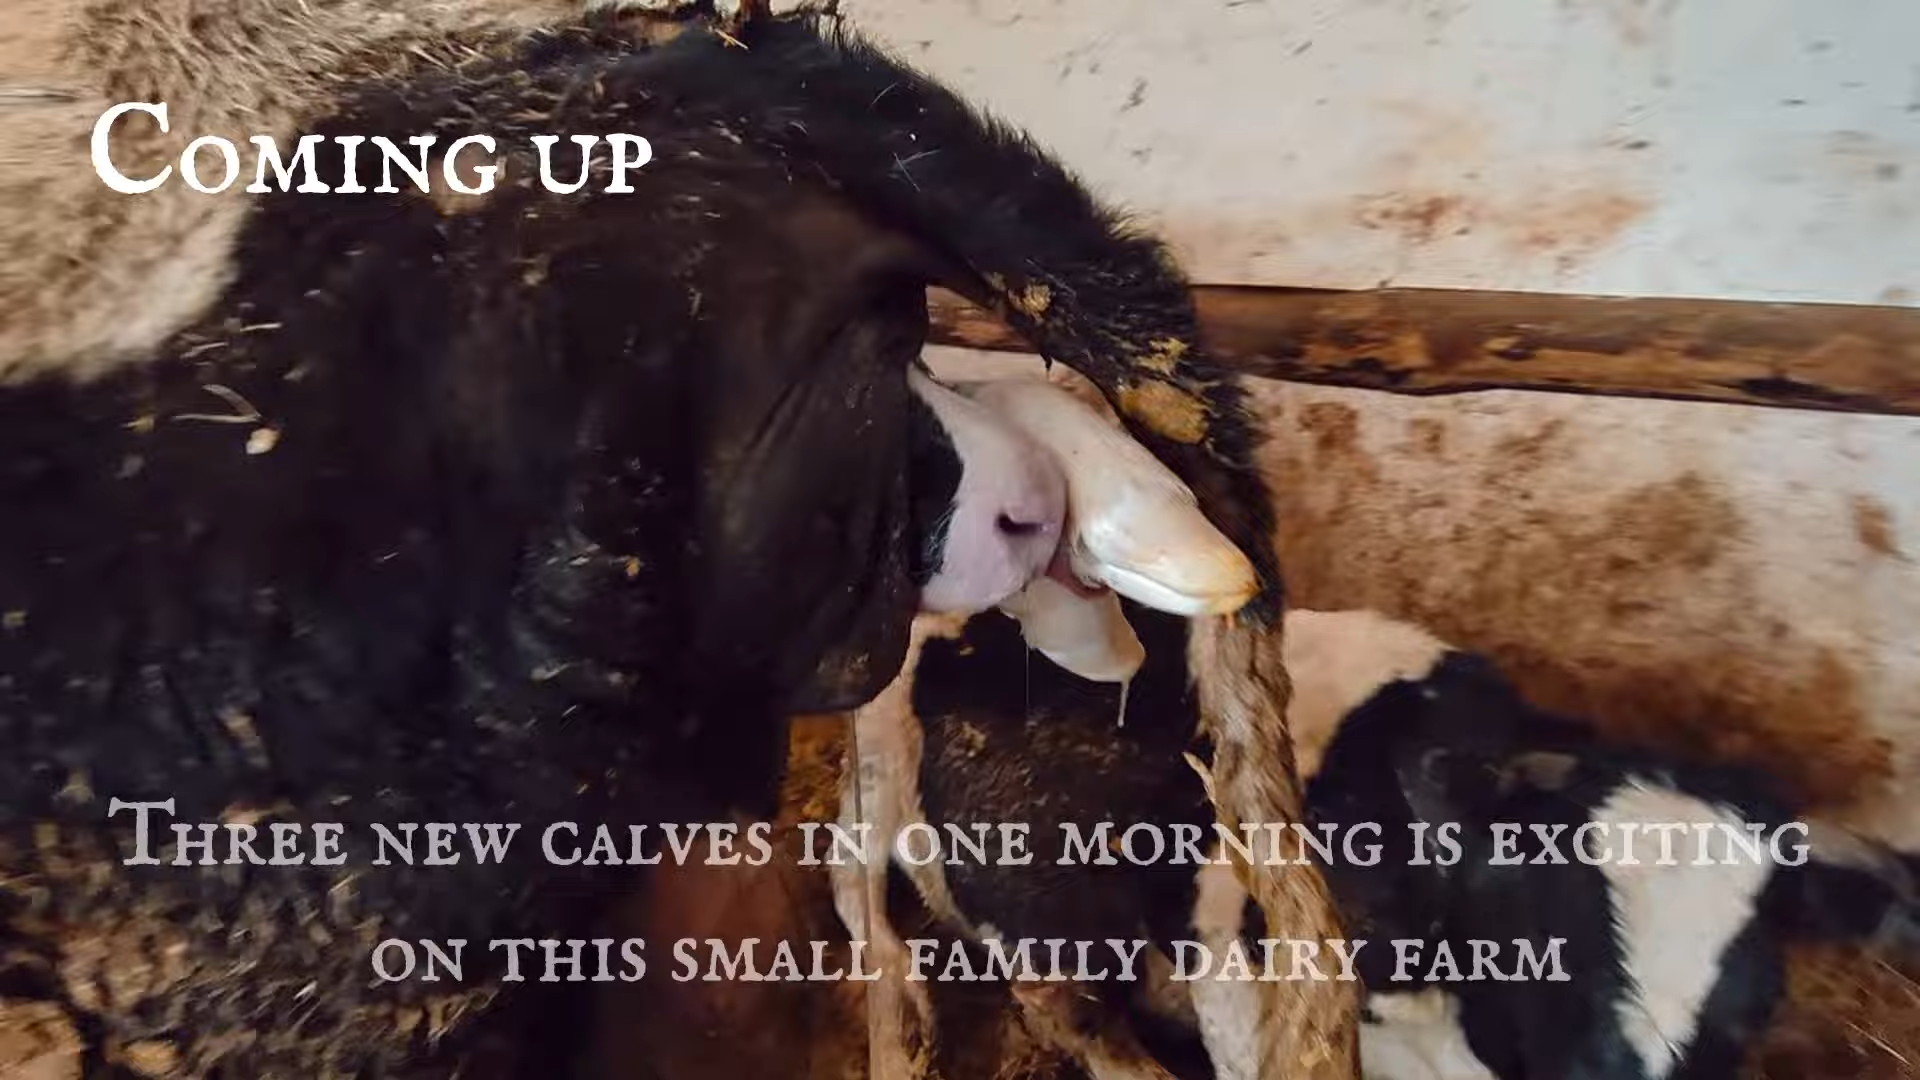 Coming up
Three new calves in one morning is exciting
on this small family dairy farm